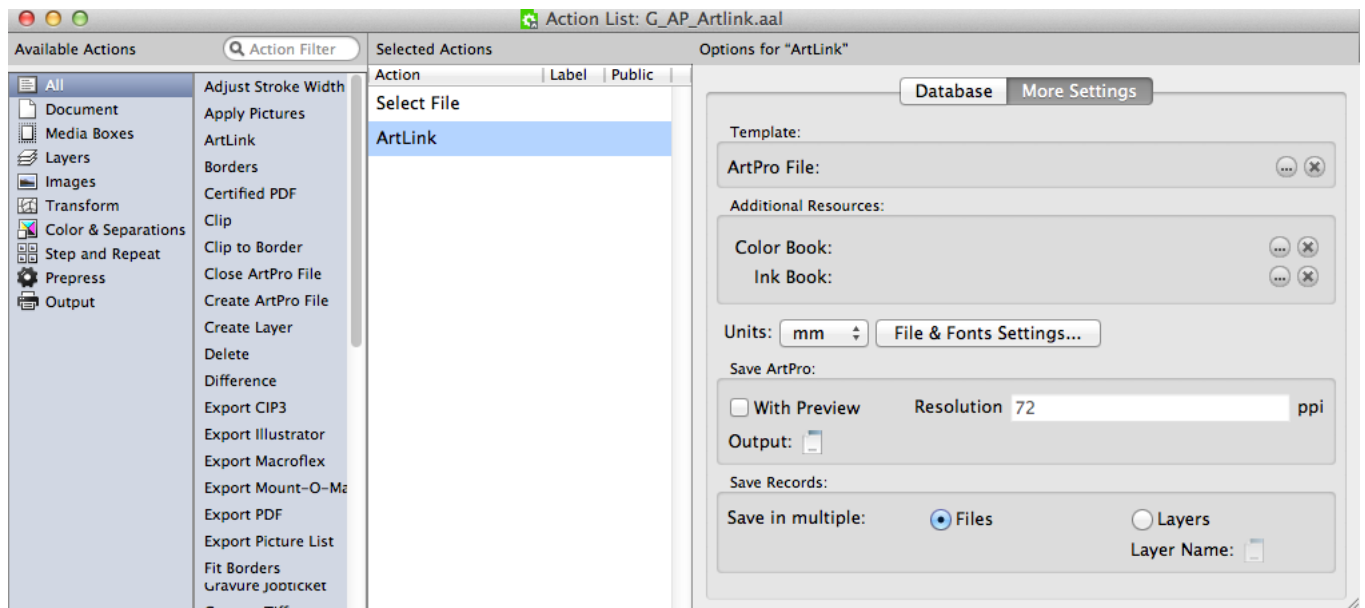 Action List: G_AP_Artlink.aal
Available Actions
Action Filter
Selected Actions
Options for “ArtLink”
All
Document
Media Boxes
Layers
Images
Transform
Color & Separations
Step and Repeat
Prepress
Output
Adjust Stroke Width
Apply Pictures
ArtLink
Borders
Certified PDF
Clip
Clip to Border
Close ArtPro File
Create ArtPro File
Create Layer
Delete
Difference
Export CIP3
Export Illustrator
Export Macroflex
Export Mount-O-Ma
Export PDF
Export Picture List
Fit Borders
Gravure Jobticket
Action Label Public
Select File
ArtLink
Database More Settings
Template:
ArtPro File:
Additional Resources:
Color Book:
Ink Book:
Units: mm File & Fonts Settings...
Save ArtPro:
With Preview Resolution 72 ppi
Output:
Save Records:
Save in multiple: Files Layers
Layer Name: